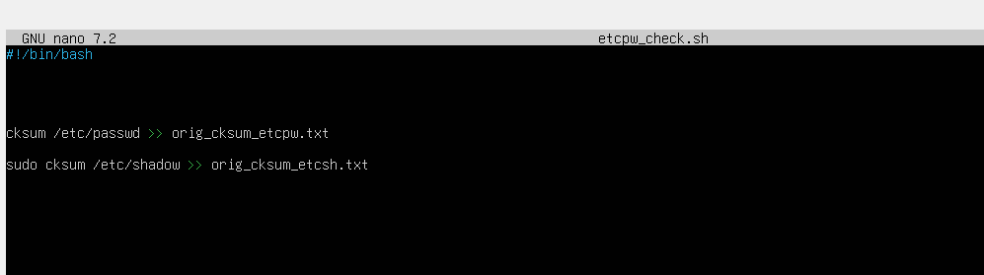 GNU nano 7.2 etcpw_check.sh
#!/bin/bash
cksum /etc/passwd >> orig_cksum_etcpw.txt
sudo cksum /etc/shadow >> orig_cksum_etcsh.txt